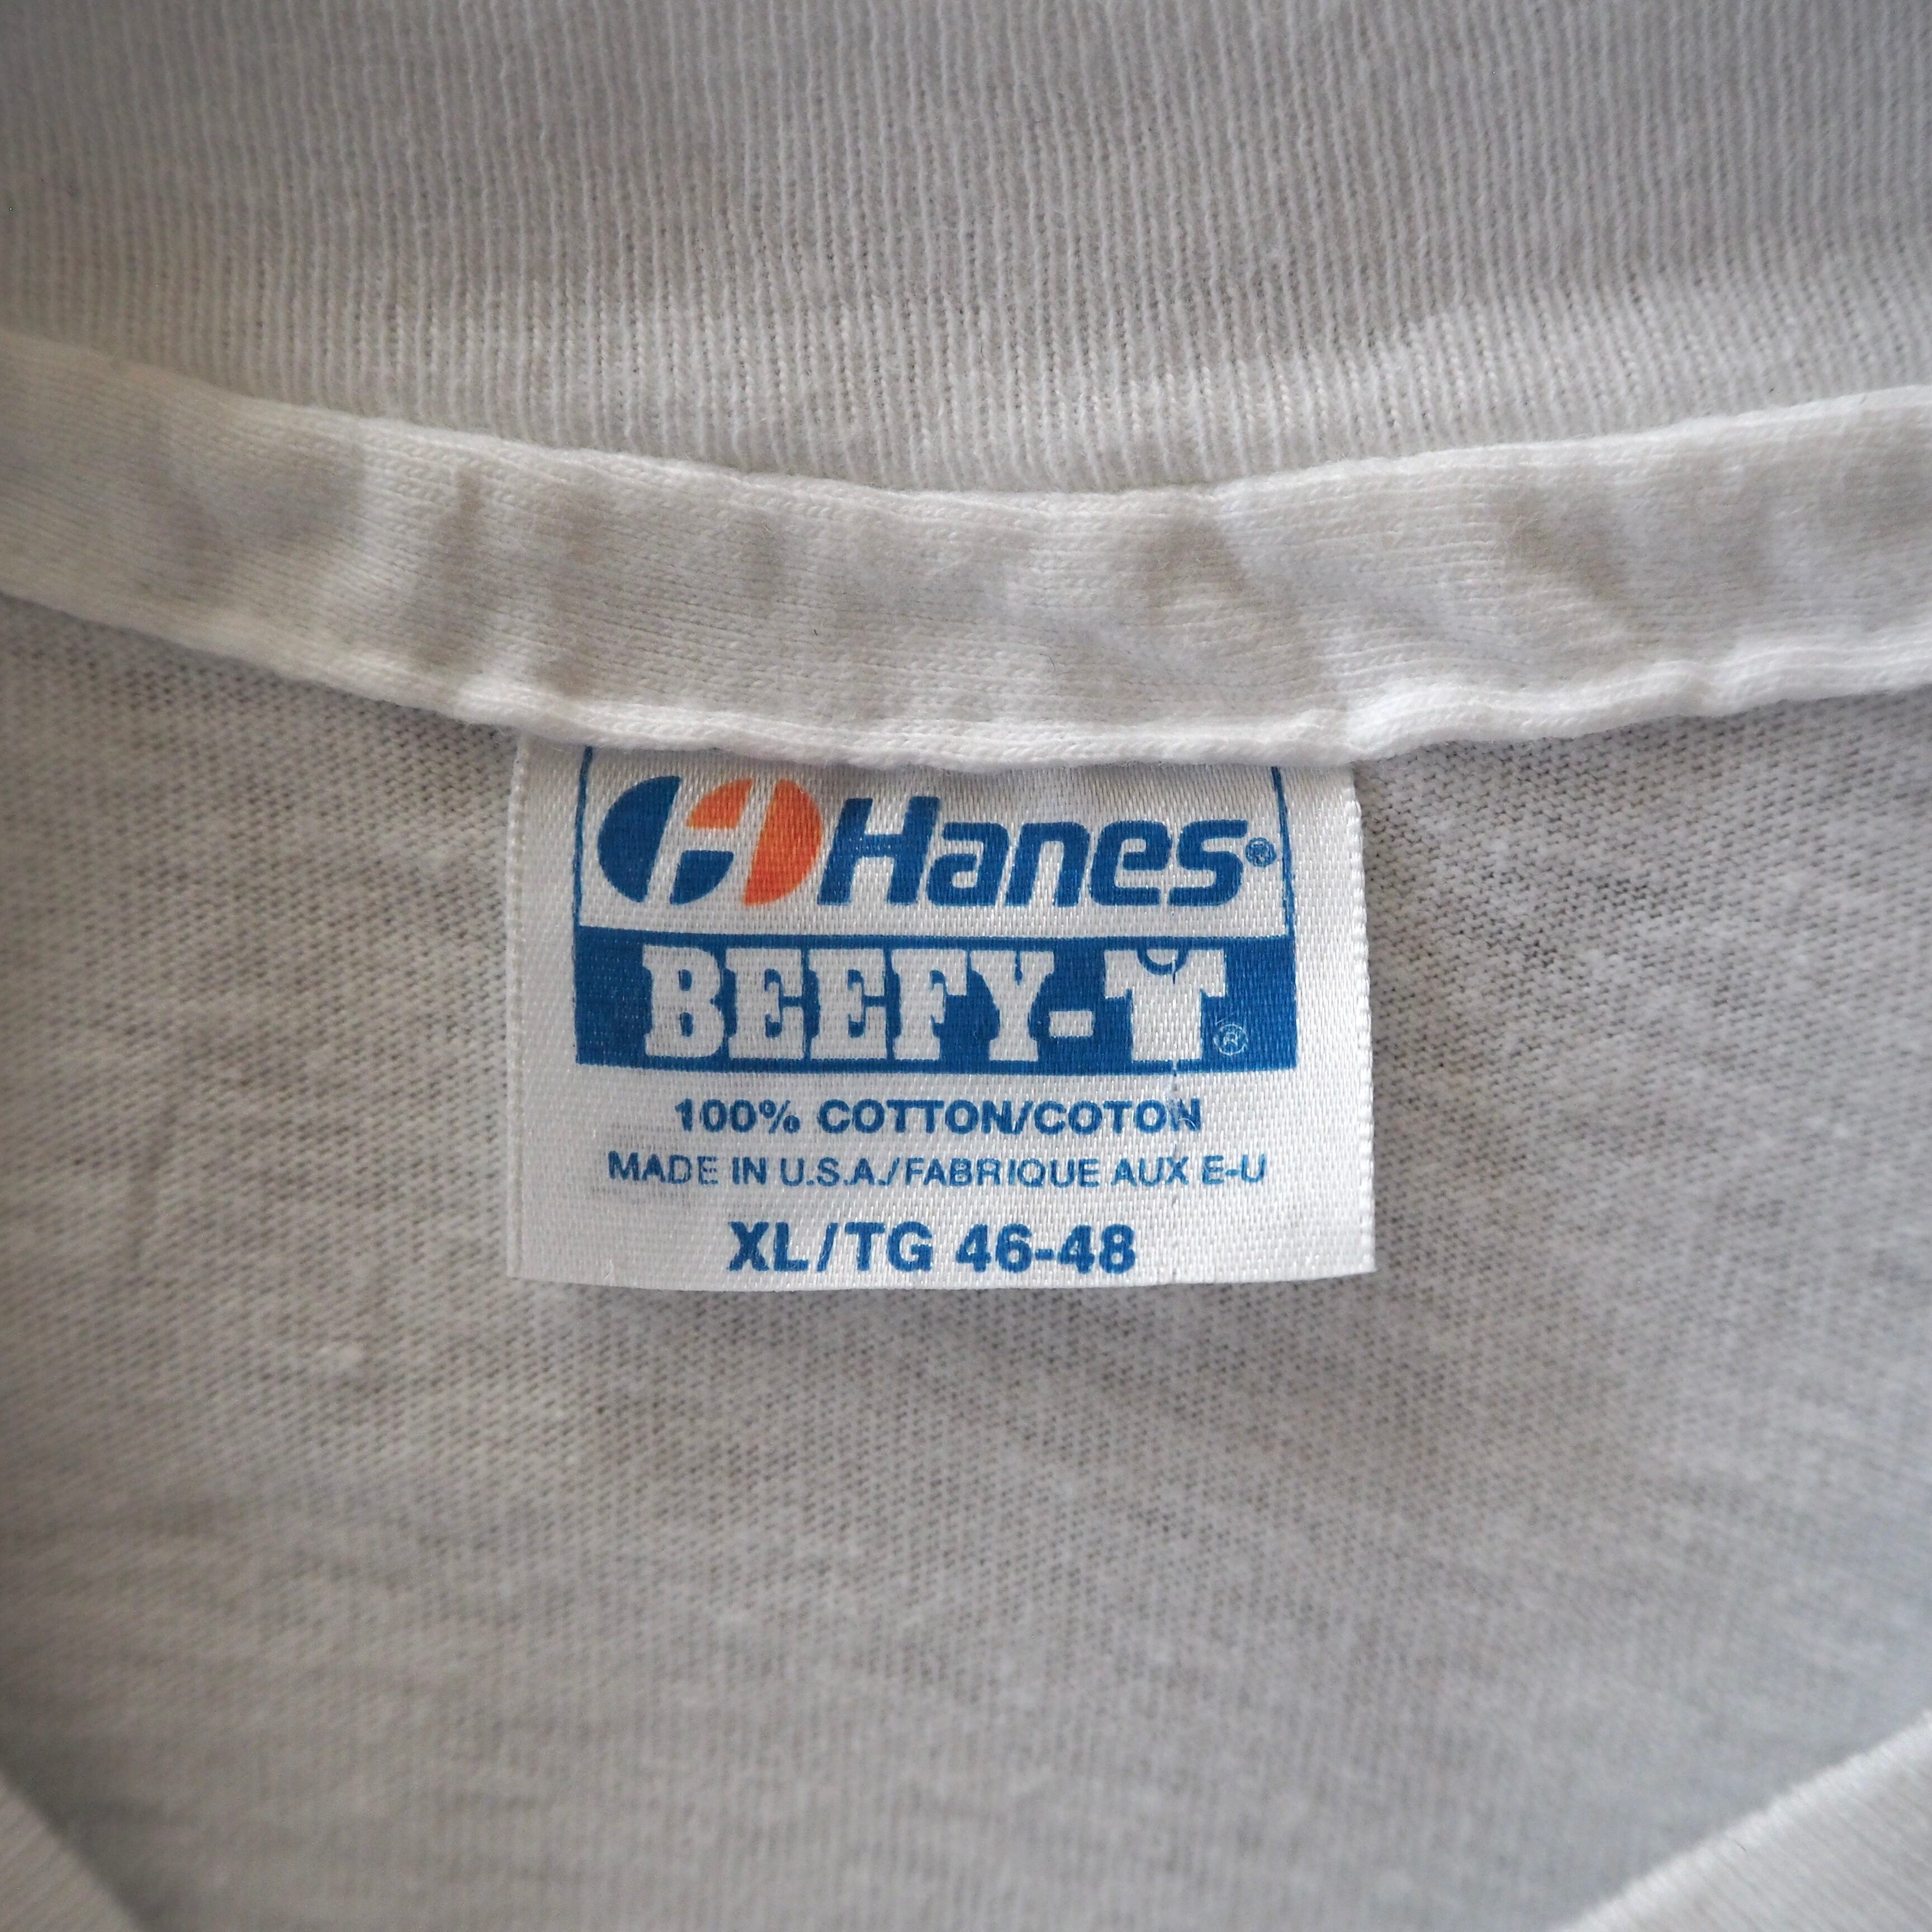 Hanes®
BEEFY-T®
100% COTTON/COTON
MADE IN U.S.A./FABRIQUE AUX E-U
XL/TG 46-48